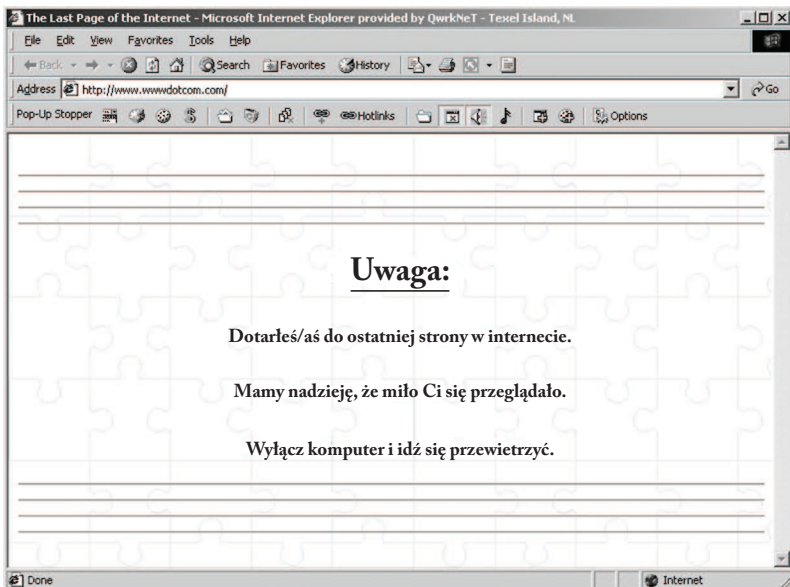 The Last Page of the Internet - Microsoft Internet Explorer provided by QwrkNeT - Texel Island, NL
File Edit View Favorites Tools Help
Back Search Favorites History
Address http://www.wwwdotcom.com/ Go
Pop-Up Stopper Hotlinks Options
Uwaga:
Dotarłeś/aś do ostatniej strony w internecie.
Mamy nadzieję, że miło Ci się przeglądało.
Wyłącz komputer i idź się przewietrzyć.
Done Internet